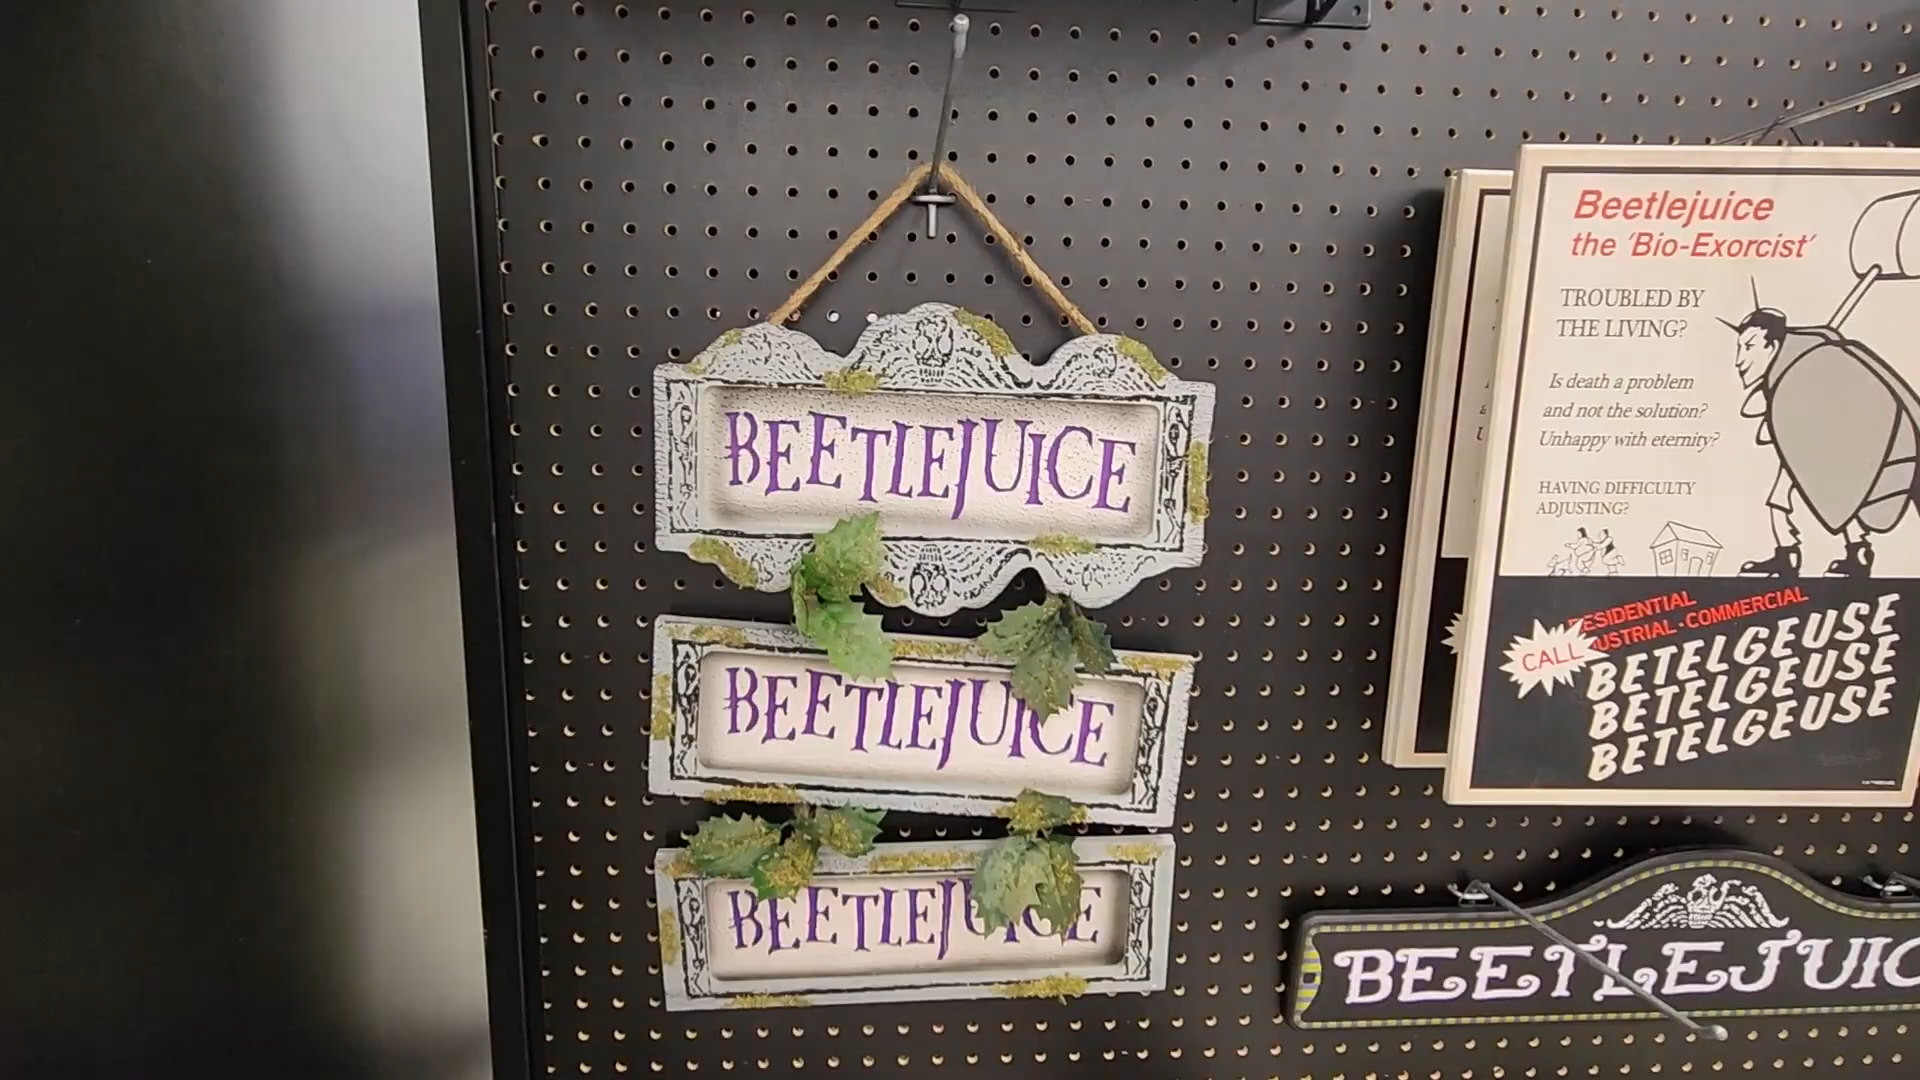 BEETLEJUICE
BEETLEJUICE
BEETLEJUICE
Beetlejuice
the 'Bio-Exorcist'
TROUBLED BY
THE LIVING?
Is death a problem
and not the solution?
Unhappy with eternity?
HAVING DIFFICULTY
ADJUSTING?
RESIDENTIAL
USTRIAL · COMMERCIAL
CALL
BETELGEUSE
BETELGEUSE
BETELGEUSE
BEETLEJUIC